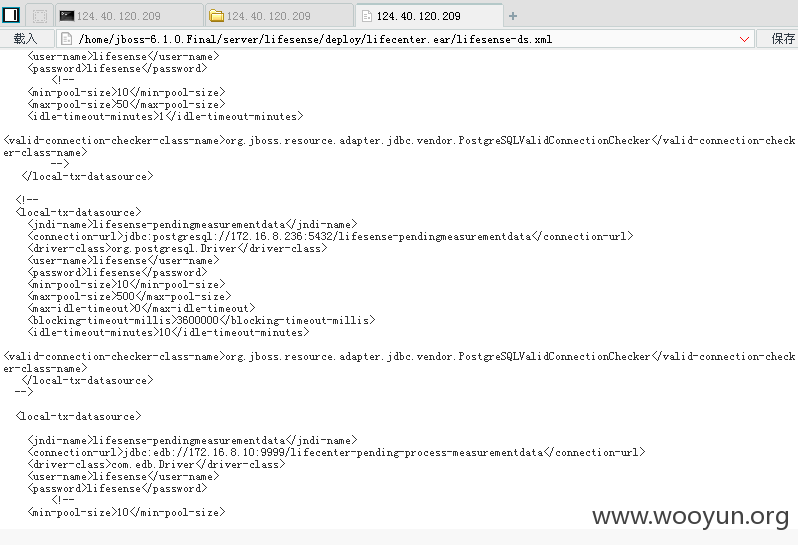 124.40.120.209 124.40.120.209 124.40.120.209 +
载入 /home/jboss-6.1.0.Final/server/lifesense/deploy/lifecenter.ear/lifesense-ds.xml 保存
<user-name>lifesense</user-name>
<password>lifesense</password>
<!--
<min-pool-size>10</min-pool-size>
<max-pool-size>50</max-pool-size>
<idle-timeout-minutes>1</idle-timeout-minutes>
<valid-connection-checker-class-name>org.jboss.resource.adapter.jdbc.vendor.PostgreSQLValidConnectionChecker</valid-connection-check
er-class-name>
-->
</local-tx-datasource>
<!--
<local-tx-datasource>
<jndi-name>lifesense-pendingmeasurementdata</jndi-name>
<connection-url>jdbc:postgresql://172.16.8.236:5432/lifesense-pendingmeasurementdata</connection-url>
<driver-class>org.postgresql.Driver</driver-class>
<user-name>lifesense</user-name>
<password>lifesense</password>
<min-pool-size>10</min-pool-size>
<max-pool-size>500</max-pool-size>
<max-idle-timeout>0</max-idle-timeout>
<blocking-timeout-millis>3600000</blocking-timeout-millis>
<idle-timeout-minutes>10</idle-timeout-minutes>
<valid-connection-checker-class-name>org.jboss.resource.adapter.jdbc.vendor.PostgreSQLValidConnectionChecker</valid-connection-check
er-class-name>
</local-tx-datasource>
-->
<local-tx-datasource>
<jndi-name>lifesense-pendingmeasurementdata</jndi-name>
<connection-url>jdbc:edb://172.16.8.10:9999/lifecenter-pending-process-measurementdata</connection-url>
<driver-class>com.edb.Driver</driver-class>
<user-name>lifesense</user-name>
<password>lifesense</password>
<!--
<min-pool-size>10</min-pool-size>
www.wooyun.org